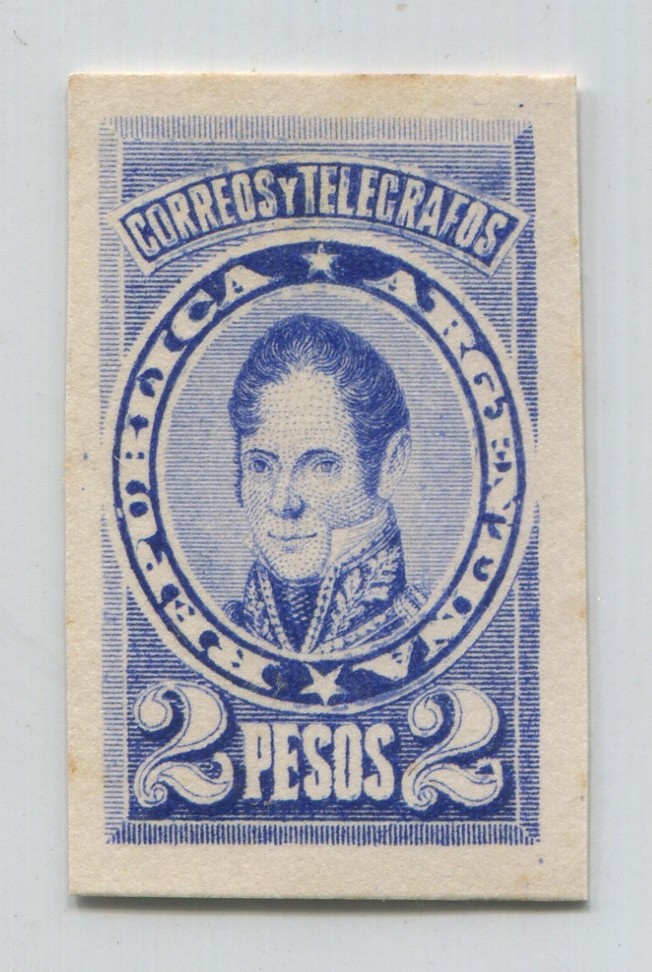 CORREOS Y TELEGRAFOS
REPUBLICA ARGENTINA
2 PESOS 2